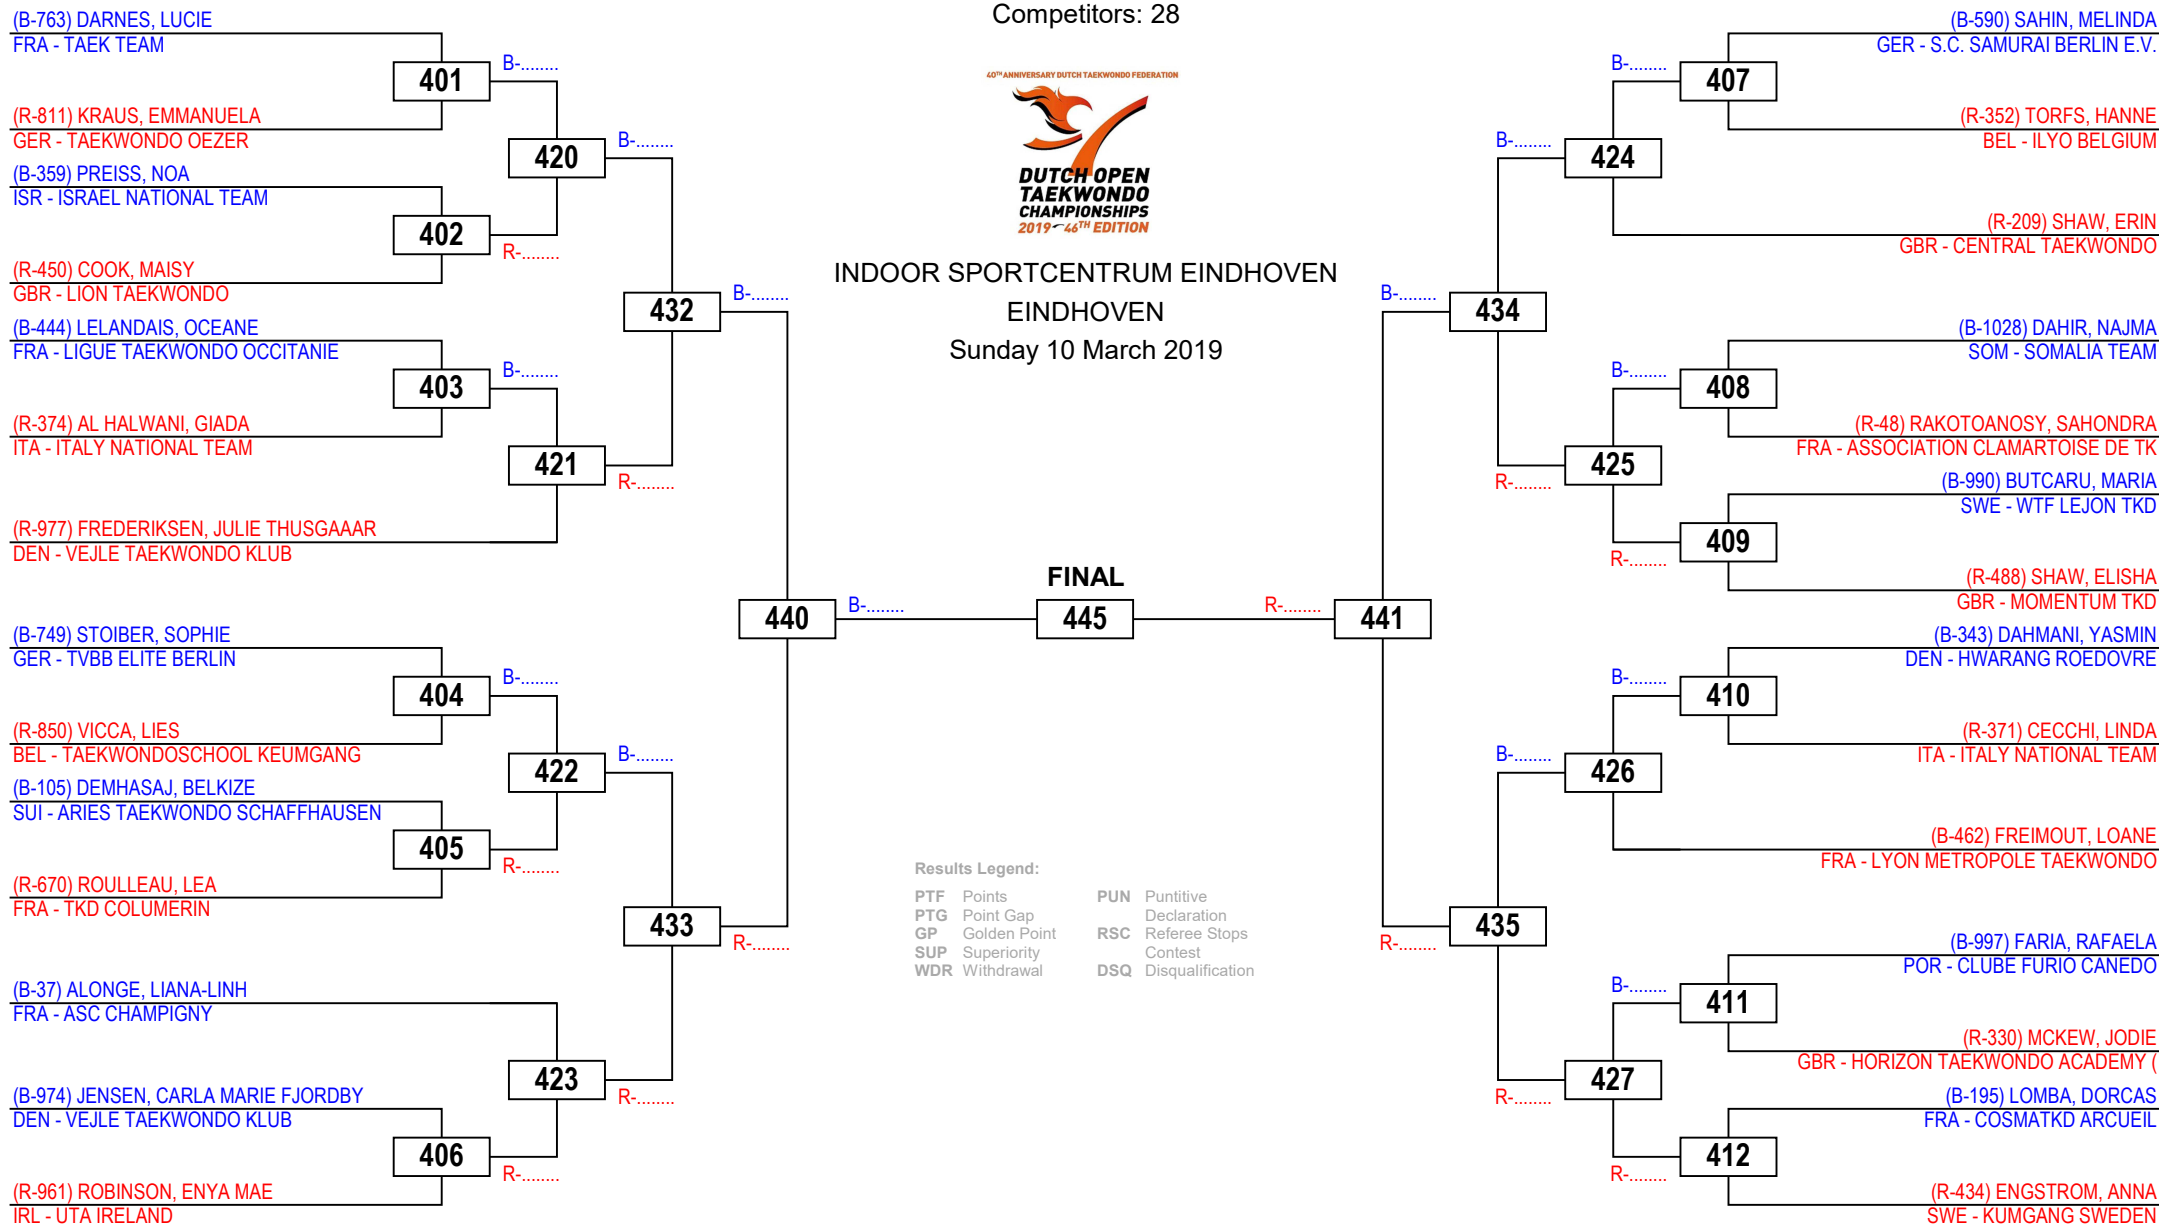 Competitors: 28
40TH ANNIVERSARY DUTCH TAEKWONDO FEDERATION
DUTCH OPEN
TAEKWONDO
CHAMPIONSHIPS
2019 46TH EDITION
INDOOR SPORTCENTRUM EINDHOVEN
EINDHOVEN
Sunday 10 March 2019
(B-763) DARNES, LUCIE
FRA - TAEK TEAM
401
B-........
(R-811) KRAUS, EMMANUELA
GER - TAEKWONDO OEZER
420
B-........
(B-359) PREISS, NOA
ISR - ISRAEL NATIONAL TEAM
402
R-........
(R-450) COOK, MAISY
GBR - LION TAEKWONDO
432
B-........
(B-444) LELANDAIS, OCEANE
FRA - LIGUE TAEKWONDO OCCITANIE
403
B-........
(R-374) AL HALWANI, GIADA
ITA - ITALY NATIONAL TEAM
421
R-........
(R-977) FREDERIKSEN, JULIE THUSGAAAR
DEN - VEJLE TAEKWONDO KLUB
440
B-........
(B-749) STOIBER, SOPHIE
GER - TVBB ELITE BERLIN
404
B-........
(R-850) VICCA, LIES
BEL - TAEKWONDOSCHOOL KEUMGANG
422
B-........
(B-105) DEMHASAJ, BELKIZE
SUI - ARIES TAEKWONDO SCHAFFHAUSEN
405
R-........
(R-670) ROULLEAU, LEA
FRA - TKD COLUMERIN
433
R-........
(B-37) ALONGE, LIANA-LINH
FRA - ASC CHAMPIGNY
423
R-........
(B-974) JENSEN, CARLA MARIE FJORDBY
DEN - VEJLE TAEKWONDO KLUB
406
R-........
(R-961) ROBINSON, ENYA MAE
IRL - UTA IRELAND
FINAL
445
Results Legend:
PTF Points
PTG Point Gap
GP Golden Point
SUP Superiority
WDR Withdrawal
PUN Puntitive
Declaration
RSC Referee Stops
Contest
DSQ Disqualification
(B-590) SAHIN, MELINDA
GER - S.C. SAMURAI BERLIN E.V.
B-........
407
(R-352) TORFS, HANNE
BEL - ILYO BELGIUM
B-........
424
(R-209) SHAW, ERIN
GBR - CENTRAL TAEKWONDO
B-........
434
(B-1028) DAHIR, NAJMA
SOM - SOMALIA TEAM
B-........
408
(R-48) RAKOTOANOSY, SAHONDRA
FRA - ASSOCIATION CLAMARTOISE DE TK
R-........
425
(B-990) BUTCARU, MARIA
SWE - WTF LEJON TKD
R-........
409
(R-488) SHAW, ELISHA
GBR - MOMENTUM TKD
R-........
441
(B-343) DAHMANI, YASMIN
DEN - HWARANG ROEDOVRE
B-........
410
(R-371) CECCHI, LINDA
ITA - ITALY NATIONAL TEAM
B-........
426
(B-462) FREIMOUT, LOANE
FRA - LYON METROPOLE TAEKWONDO
R-........
435
(B-997) FARIA, RAFAELA
POR - CLUBE FURIO CANEDO
B-........
411
(R-330) MCKEW, JODIE
GBR - HORIZON TAEKWONDO ACADEMY (
R-........
427
(B-195) LOMBA, DORCAS
FRA - COSMATKD ARCUEIL
R-........
412
(R-434) ENGSTROM, ANNA
SWE - KUMGANG SWEDEN